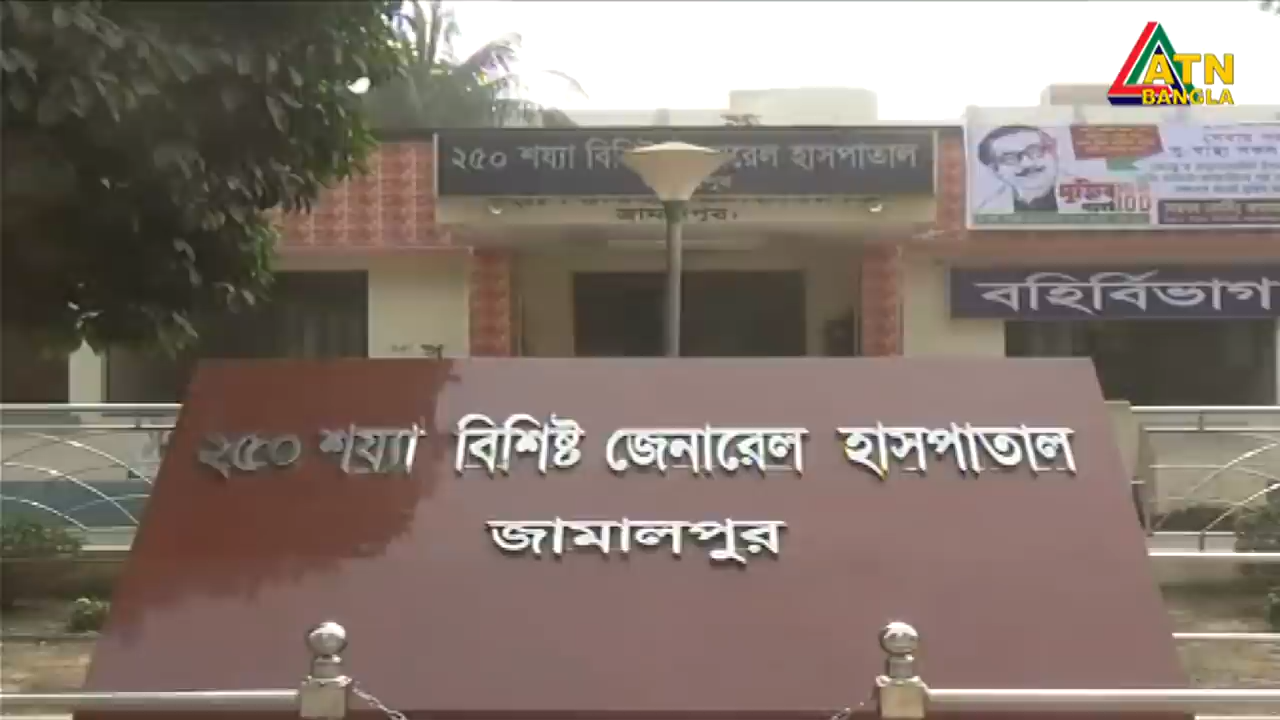 ATN
BANGLA
২৫০ শয্যা বিশিষ্ট জেনারেল হাসপাতাল
জামালপুর।
মুজিব
100
বহির্বিভাগ
২৫০ শয্যা বিশিষ্ট জেনারেল হাসপাতাল
জামালপুর